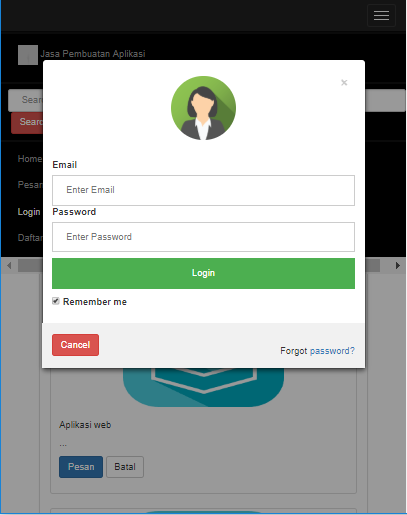 Jasa Pembuatan Aplikasi
×
Sear
Searc
Home
Pesan
Login
Daftar
Email
Enter Email
Password
Enter Password
Login
Remember me
Cancel
Forgot password?
Aplikasi web
...
Pesan
Batal